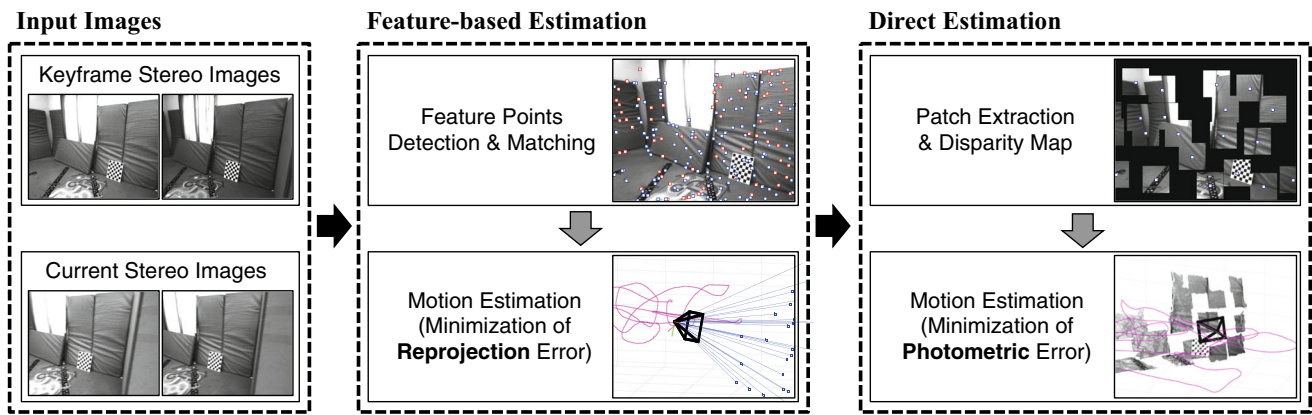 Input Images
Keyframe Stereo Images
Current Stereo Images
Feature-based Estimation
Feature Points
Detection & Matching
Motion Estimation
(Minimization of
Reprojection Error)
Direct Estimation
Patch Extraction
& Disparity Map
Motion Estimation
(Minimization of
Photometric Error)